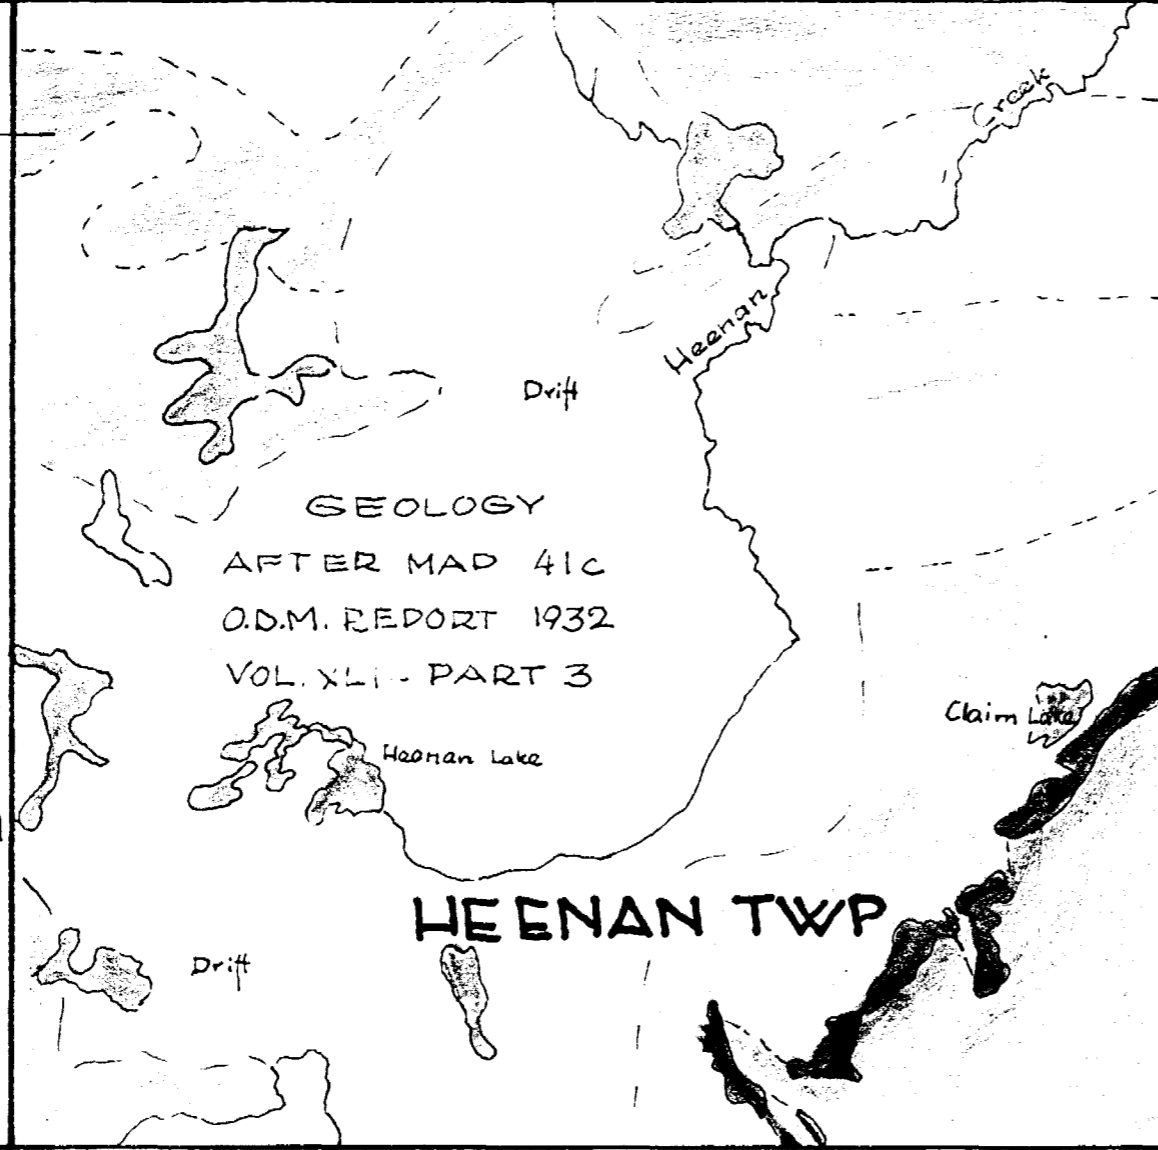 Creek
Heenan
Drift
GEOLOGY
AFTER MAP 41c
O.D.M. REPORT 1932
VOL. XLI - PART 3
Claim Lake
Heenan Lake
HEENAN TWP
Drift